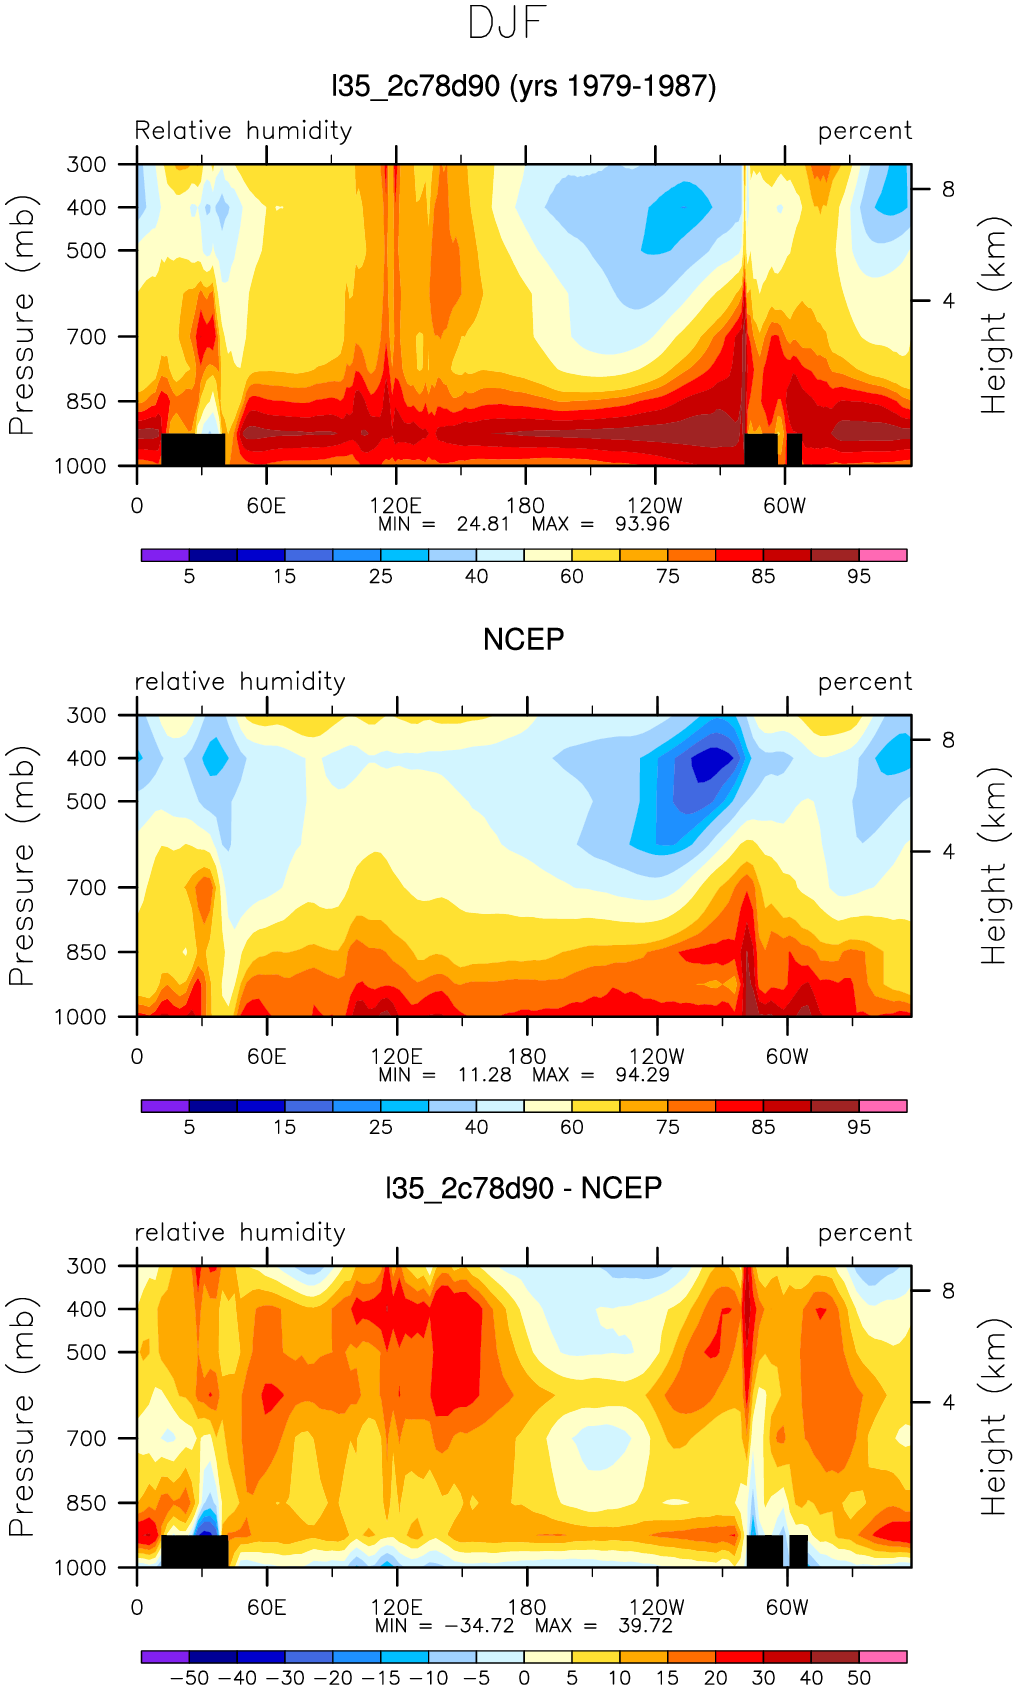 DJF
l35_2c78d90 (yrs 1979-1987)
Relative humidity percent
300
400
500
700
850
1000
Pressure (mb)
8
4
Height (km)
0 60E 120E 180 120W 60W
MIN = 24.81 MAX = 93.96
5 15 25 40 60 75 85 95
NCEP
relative humidity percent
300
400
500
700
850
1000
Pressure (mb)
8
4
Height (km)
0 60E 120E 180 120W 60W
MIN = 11.28 MAX = 94.29
5 15 25 40 60 75 85 95
l35_2c78d90 - NCEP
relative humidity percent
300
400
500
700
850
1000
Pressure (mb)
8
4
Height (km)
0 60E 120E 180 120W 60W
MIN = -34.72 MAX = 39.72
-50 -40 -30 -20 -15 -10 -5 0 5 10 15 20 30 40 50